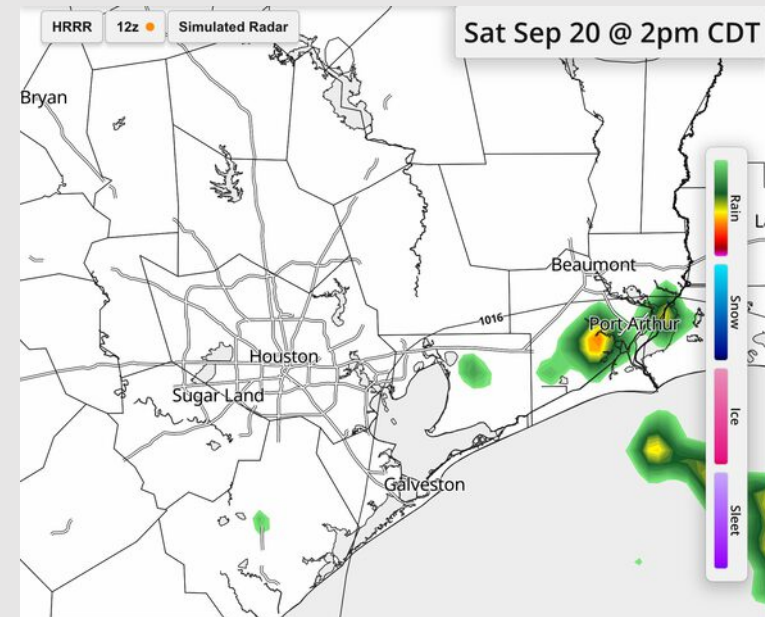 HRRR
12z
Simulated Radar
Sat Sep 20 @ 2pm CDT
Bryan
Rain
Beaumont
Snow
1016
Port Arthur
Houston
Sugar Land
Ice
Galveston
Sleet